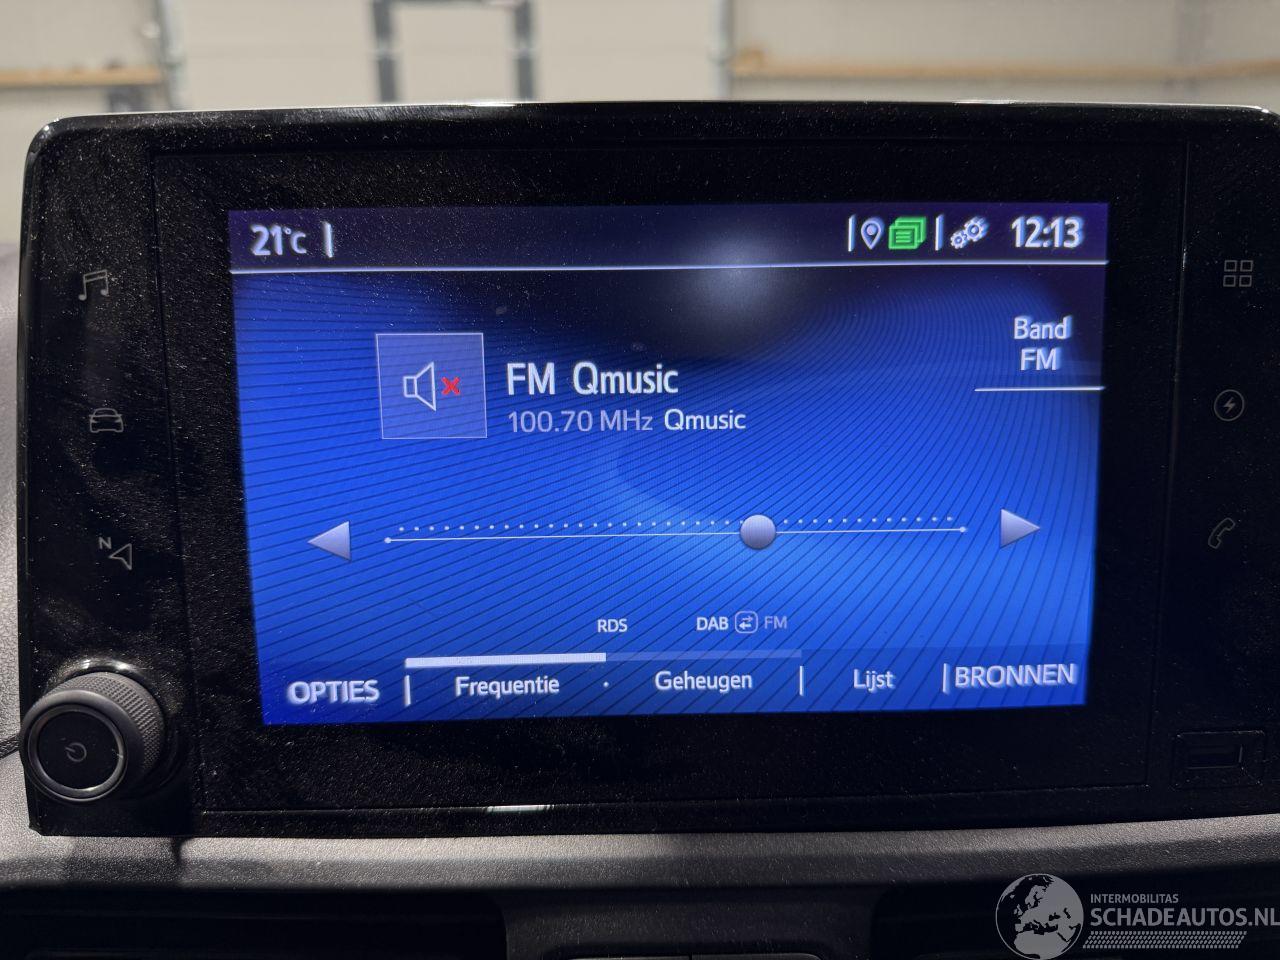 21°C
12:13
Band
FM
FM Qmusic
100.70 MHz Qmusic
N
RDS
DAB FM
OPTIES
Frequentie
Geheugen
Lijst
BRONNEN
INTERMOBILITAS
SCHADEAUTOS.NL